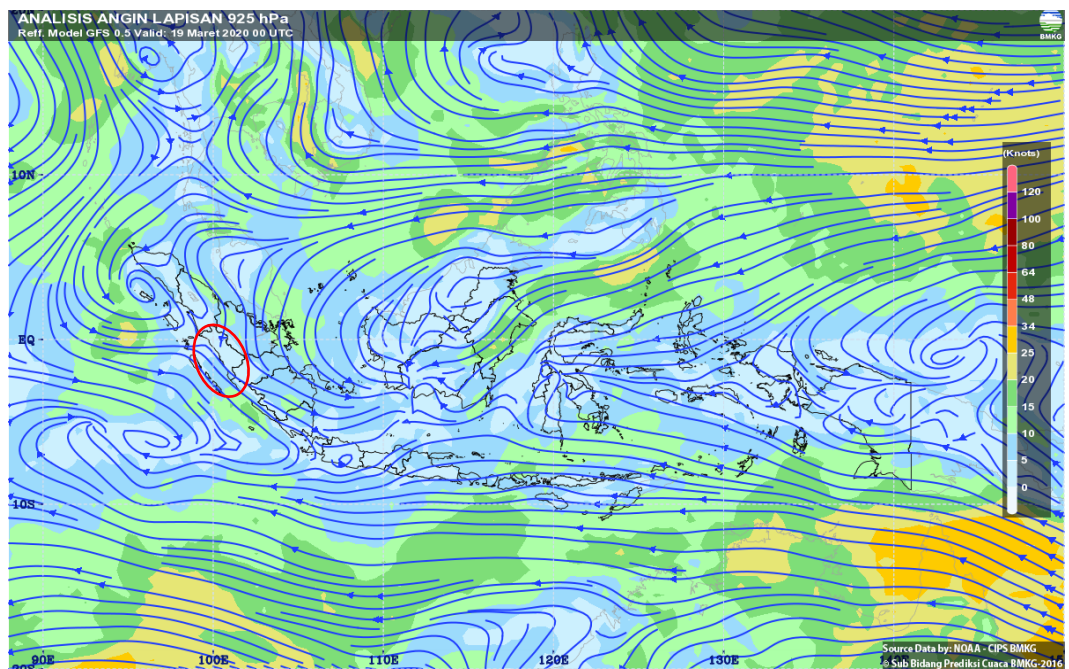 ANALISIS ANGIN LAPISAN 925 hPa
Reff. Model GFS 0.5 Valid: 19 Maret 2020 00 UTC
BMKG
(Knots)
120
100
80
64
48
34
25
20
15
10
5
0
10N
EQ
10S
90E
100E
110E
120E
130E
Source Data by: NOAA - CIPS BMKG
© Sub Bidang Prediksi Cuaca BMKG-2016